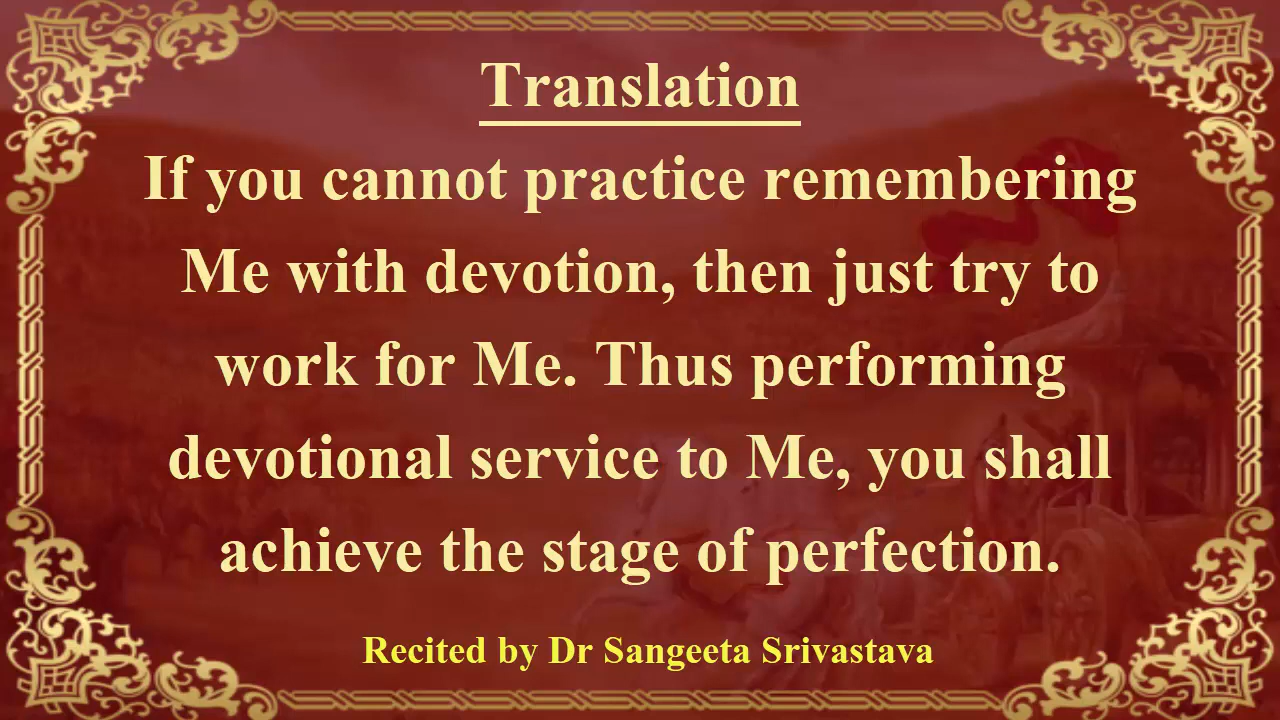 Translation
If you cannot practice remembering
Me with devotion, then just try to
work for Me. Thus performing
devotional service to Me, you shall
achieve the stage of perfection.
Recited by Dr Sangeeta Srivastava